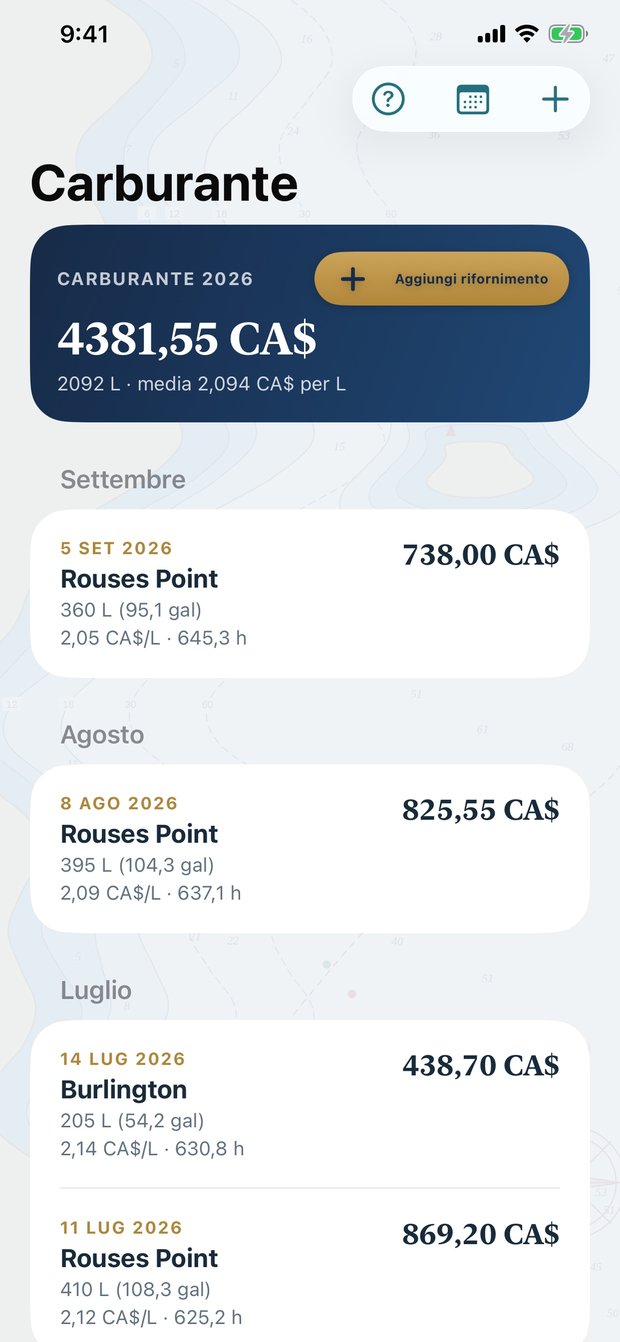 9:41
Carburante
CARBURANTE 2026
Aggiungi rifornimento
4381,55 CA$
2092 L · media 2,094 CA$ per L
Settembre
5 SET 2026
738,00 CA$
Rouses Point
360 L (95,1 gal)
2,05 CA$/L · 645,3 h
Agosto
8 AGO 2026
825,55 CA$
Rouses Point
395 L (104,3 gal)
2,09 CA$/L · 637,1 h
Luglio
14 LUG 2026
438,70 CA$
Burlington
205 L (54,2 gal)
2,14 CA$/L · 630,8 h
11 LUG 2026
869,20 CA$
Rouses Point
410 L (108,3 gal)
2,12 CA$/L · 625,2 h